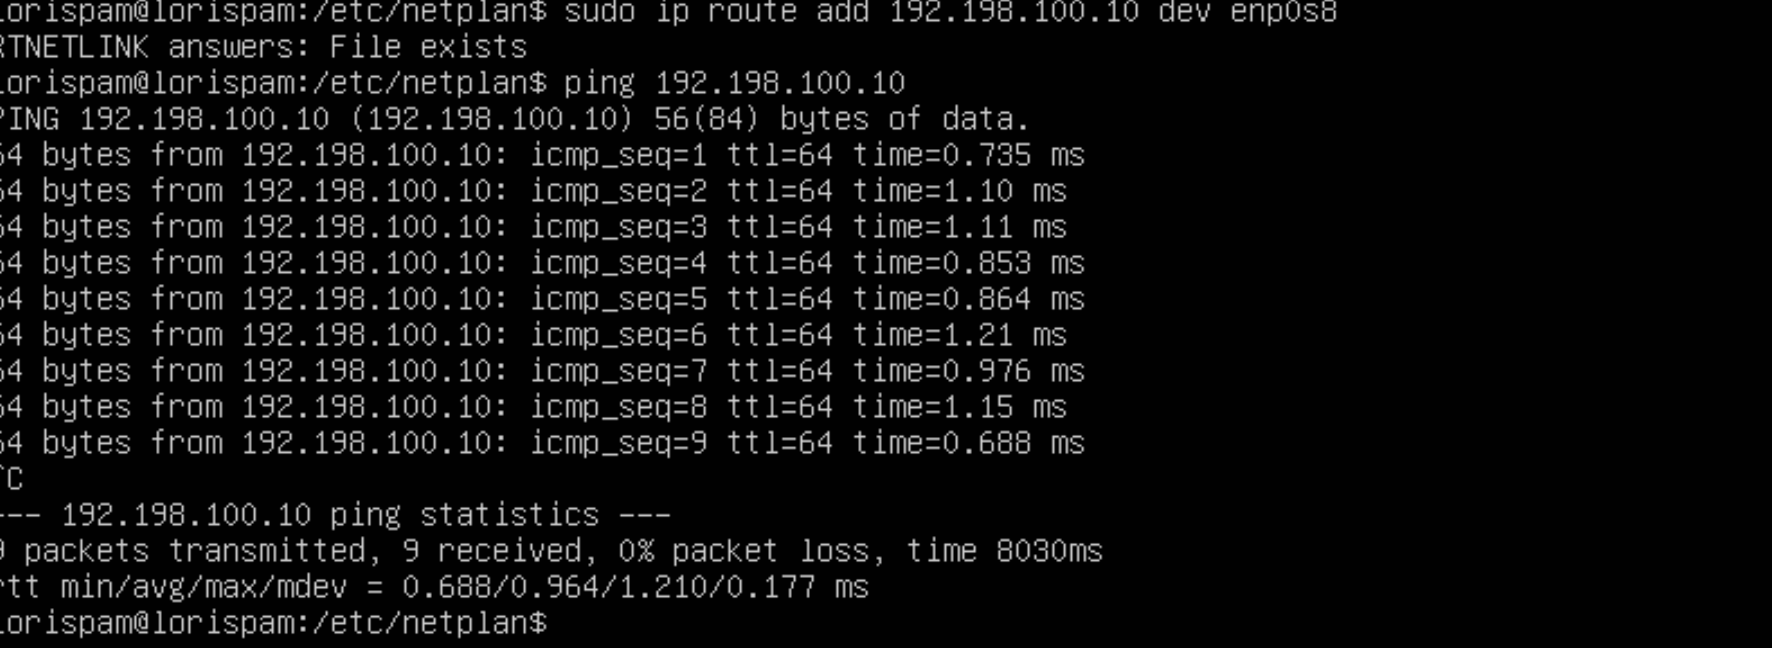 lorispam@lorispam:/etc/netplan$ sudo ip route add 192.198.100.10 dev enp0s8
RTNETLINK answers: File exists
lorispam@lorispam:/etc/netplan$ ping 192.198.100.10
PING 192.198.100.10 (192.198.100.10) 56(84) bytes of data.
64 bytes from 192.198.100.10: icmp_seq=1 ttl=64 time=0.735 ms
64 bytes from 192.198.100.10: icmp_seq=2 ttl=64 time=1.10 ms
64 bytes from 192.198.100.10: icmp_seq=3 ttl=64 time=1.11 ms
64 bytes from 192.198.100.10: icmp_seq=4 ttl=64 time=0.853 ms
64 bytes from 192.198.100.10: icmp_seq=5 ttl=64 time=0.864 ms
64 bytes from 192.198.100.10: icmp_seq=6 ttl=64 time=1.21 ms
64 bytes from 192.198.100.10: icmp_seq=7 ttl=64 time=0.976 ms
64 bytes from 192.198.100.10: icmp_seq=8 ttl=64 time=1.15 ms
64 bytes from 192.198.100.10: icmp_seq=9 ttl=64 time=0.688 ms
^C
--- 192.198.100.10 ping statistics ---
9 packets transmitted, 9 received, 0% packet loss, time 8030ms
rtt min/avg/max/mdev = 0.688/0.964/1.210/0.177 ms
lorispam@lorispam:/etc/netplan$